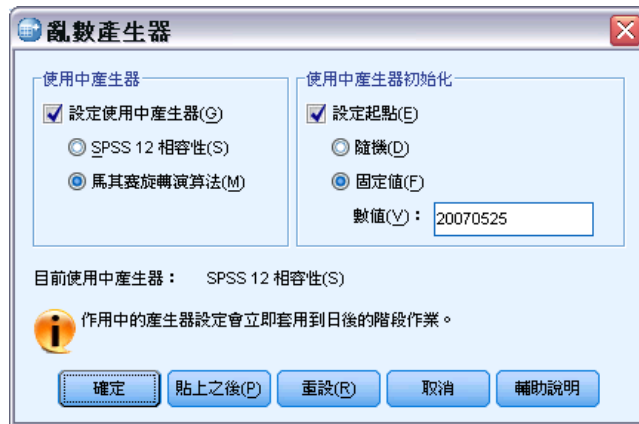 亂數產生器
使用中產生器
設定使用中產生器(G)
SPSS 12 相容性(S)
馬其賽旋轉演算法(M)
使用中產生器初始化
設定起點(E)
隨機(D)
固定值(F)
數值(V)： 20070525
目前使用中產生器： SPSS 12 相容性(S)
作用中的產生器設定會立即套用到日後的階段作業。
確定 貼上之後(P) 重設(R) 取消 輔助說明